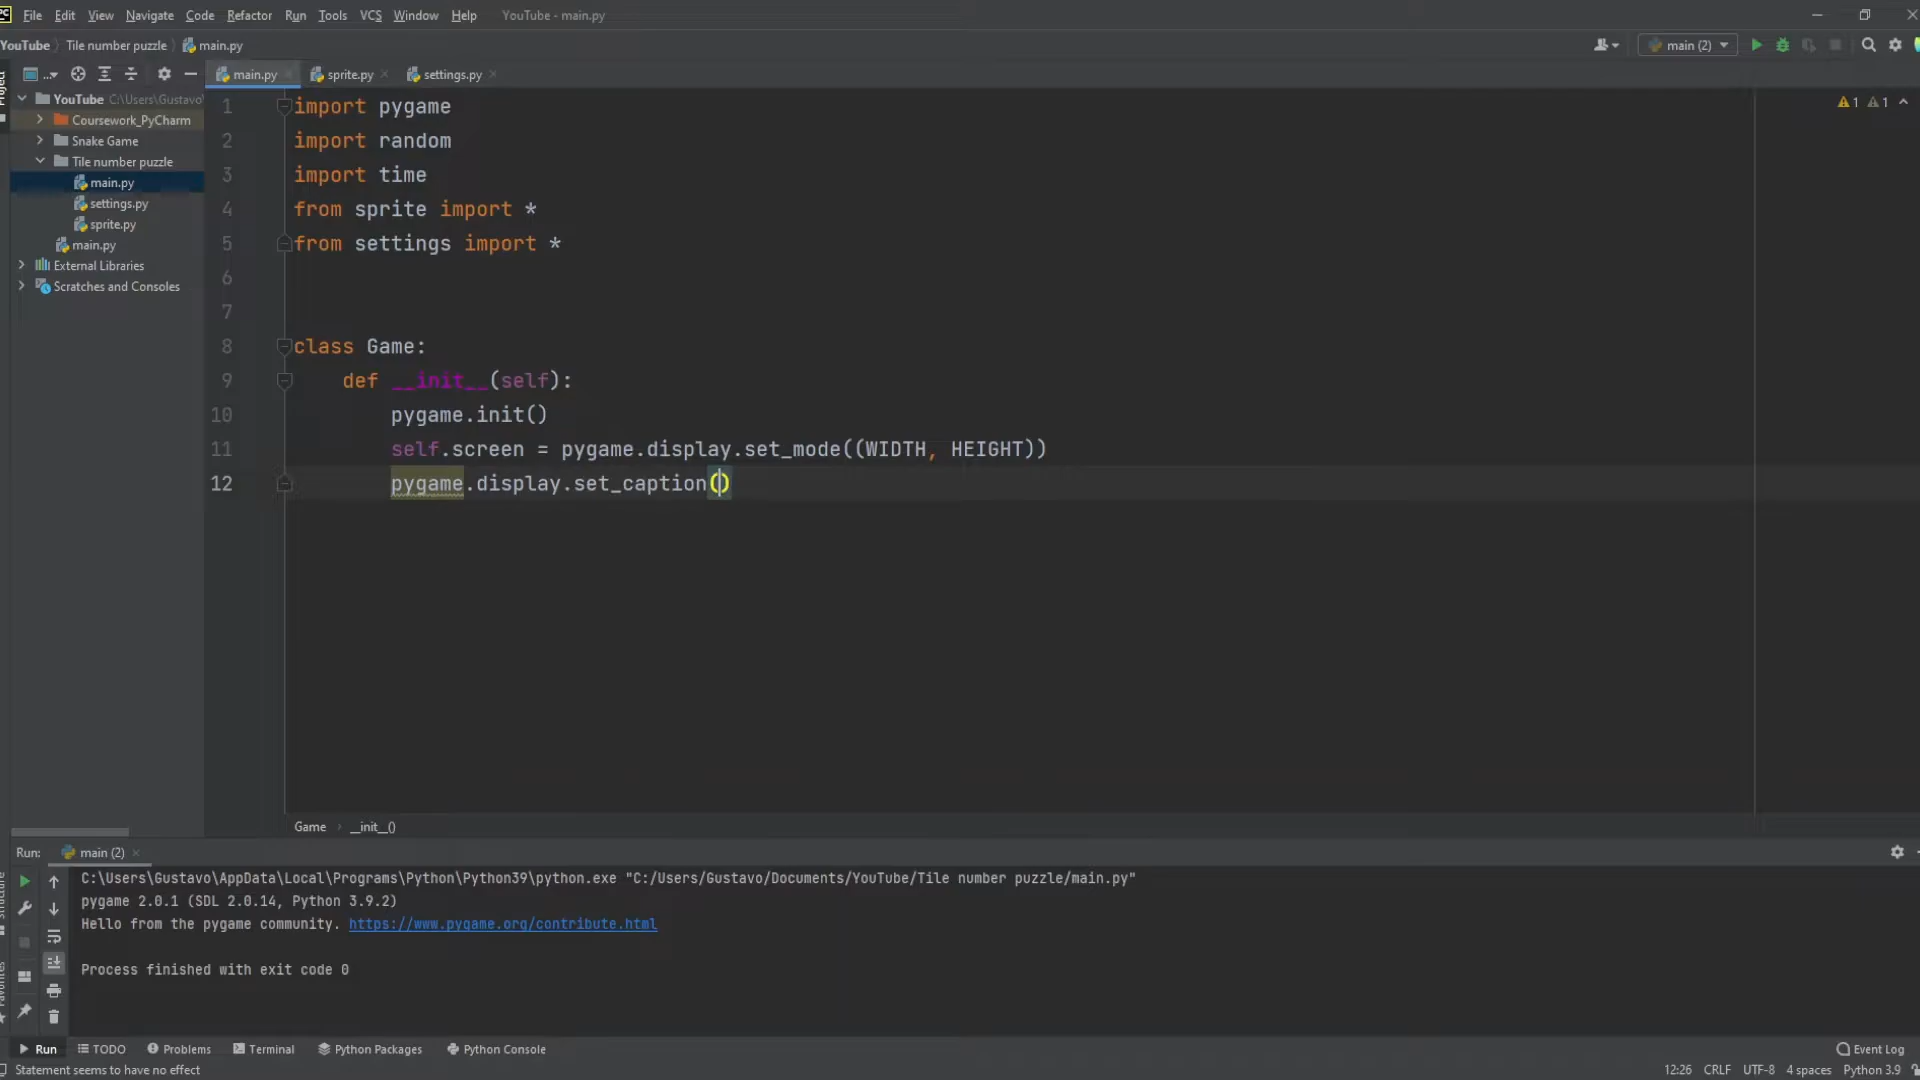 PC File Edit View Navigate Code Refactor Run Tools VCS Window Help YouTube - main.py
YouTube Tile number puzzle main.py main (2)
Project ... main.py sprite.py settings.py
YouTube C:\Users\Gustavo\
Coursework_PyCharm
Snake Game
Tile number puzzle
main.py
settings.py
sprite.py
main.py
External Libraries
Scratches and Consoles
1 import pygame
2 import random
3 import time
4 from sprite import *
5 from settings import *
6
7
8 class Game:
9 def __init__(self):
10 pygame.init()
11 self.screen = pygame.display.set_mode((WIDTH, HEIGHT))
12 pygame.display.set_caption()
1 1
Game __init__()
Run: main (2)
C:\Users\Gustavo\AppData\Local\Programs\Python\Python39\python.exe "C:/Users/Gustavo/Documents/YouTube/Tile number puzzle/main.py"
pygame 2.0.1 (SDL 2.0.14, Python 3.9.2)
Hello from the pygame community. https://www.pygame.org/contribute.html
Process finished with exit code 0
Structure
Favorites
Run TODO Problems Terminal Python Packages Python Console Event Log
Statement seems to have no effect 12:26 CRLF UTF-8 4 spaces Python 3.9